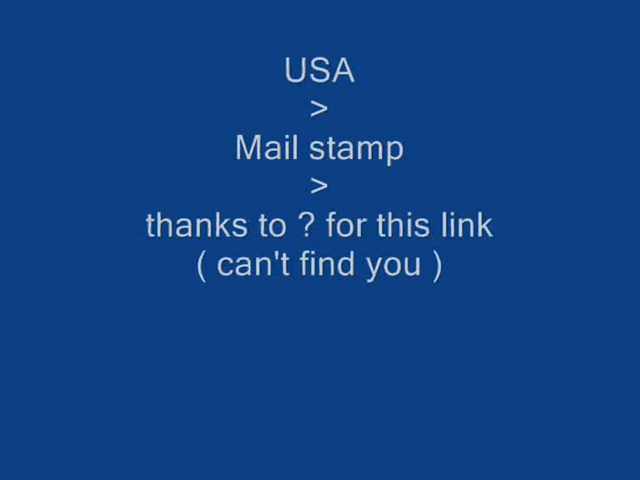 USA
>
Mail stamp
>
thanks to ? for this link
( can't find you )